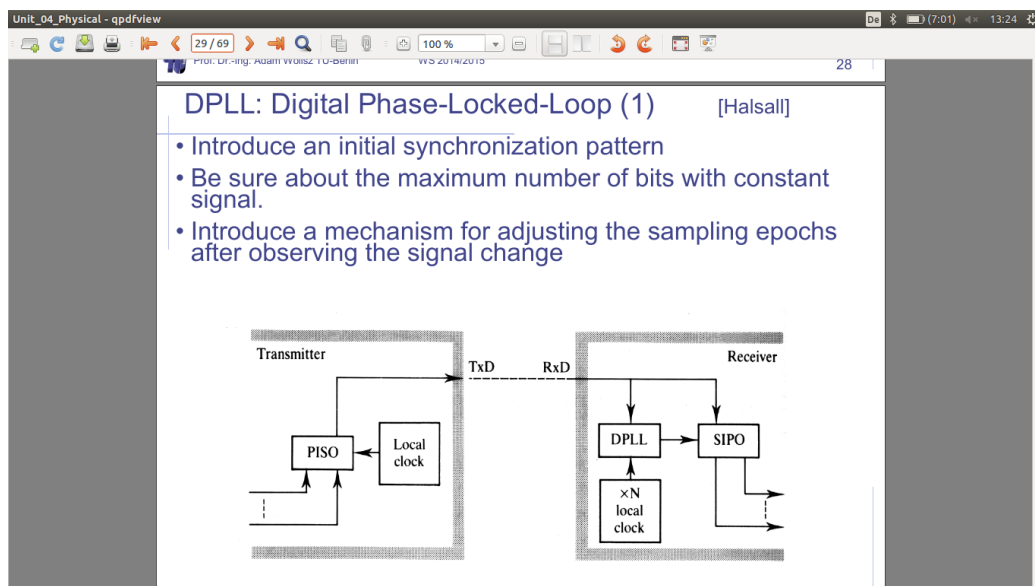 Unit_04_Physical - qpdfview
De (7:01) 13:24
29 / 69 100 %
Prof. Dr.-Ing. Adam Wolisz TU-Berlin WS 2014/2015 28
DPLL: Digital Phase-Locked-Loop (1) [Halsall]
• Introduce an initial synchronization pattern
• Be sure about the maximum number of bits with constant
signal.
• Introduce a mechanism for adjusting the sampling epochs
after observing the signal change
Transmitter
Receiver
TxD RxD
PISO
Local
clock
DPLL
SIPO
×N
local
clock